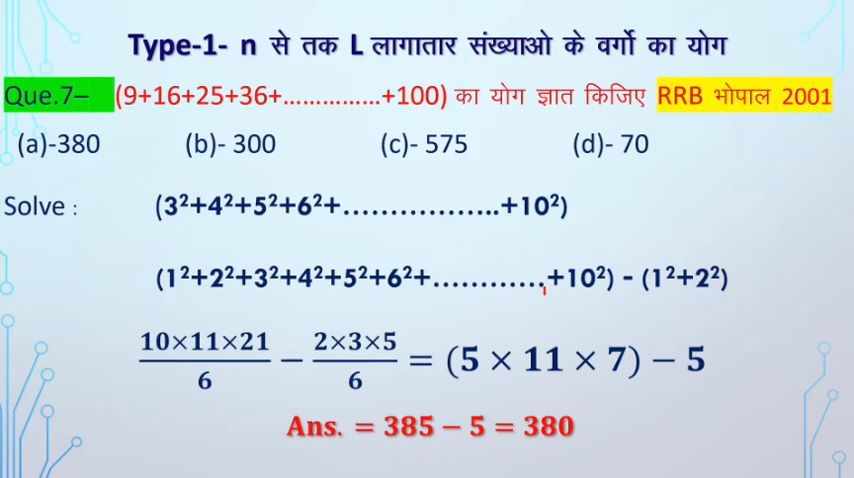 Type-1- n से तक L लागातार संख्याओ के वर्गो का योग
Que.7– (9+16+25+36+……………+100) का योग ज्ञात किजिए RRB भोपाल 2001
(a)-380 (b)- 300 (c)- 575 (d)- 70
Solve : (3²+4²+5²+6²+……………..+10²)
(1²+2²+3²+4²+5²+6²+…………+10²) - (1²+2²)
10×11×21/6 − 2×3×5/6 = (5 × 11 × 7) − 5
Ans. = 385 − 5 = 380